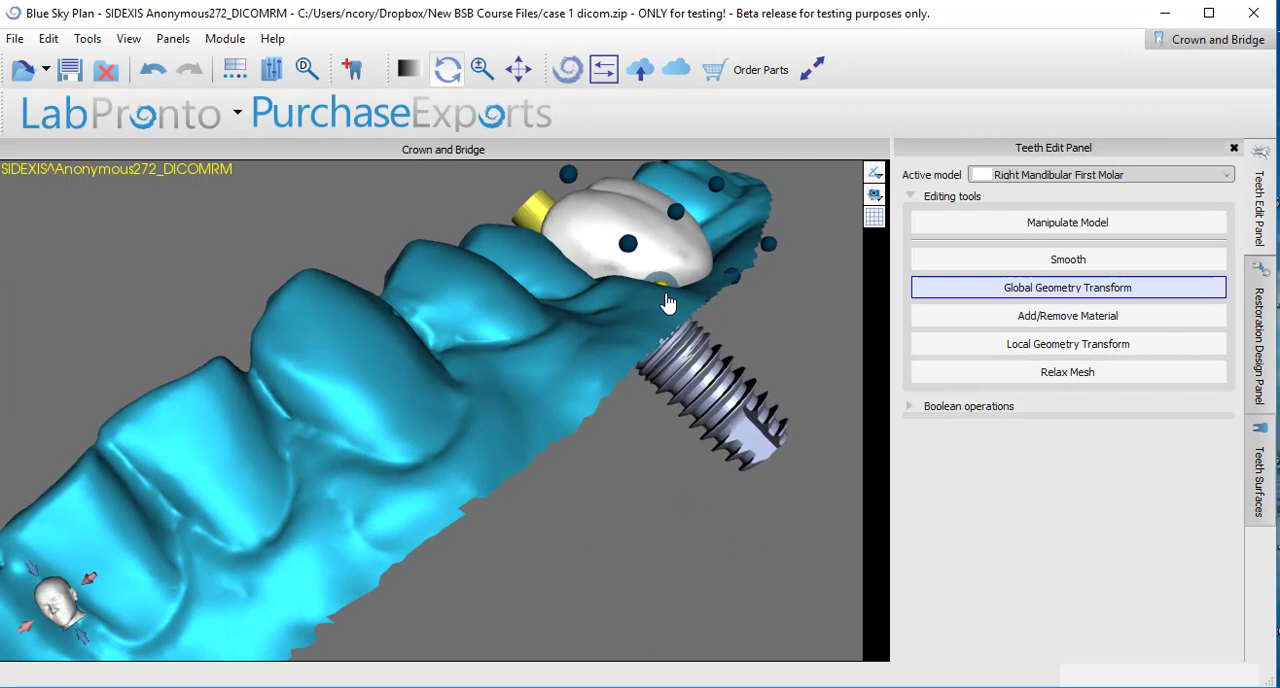 Blue Sky Plan - SIDEXIS Anonymous272_DICOMRM - C:/Users/ncory/Dropbox/New BSB Course Files/case 1 dicom.zip - ONLY for testing! - Beta release for testing purposes only.
File Edit Tools View Panels Module Help
Crown and Bridge
Order Parts
LabPronto PurchaseExports
Crown and Bridge
SIDEXIS^Anonymous272_DICOMRM
Teeth Edit Panel
Active model Right Mandibular First Molar
Editing tools
Manipulate Model
Smooth
Global Geometry Transform
Add/Remove Material
Local Geometry Transform
Relax Mesh
Boolean operations
Teeth Edit Panel
Restoration Design Panel
Teeth Surfaces